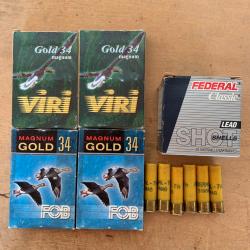 Gold 34
magnum
VIRI
Gold 34
magnum
VIRI
FEDERAL
Classic
LEAD
SHOT
SHELLS
MAGNUM
GOLD 34
FOB
MAGNUM
GOLD 34
FOB